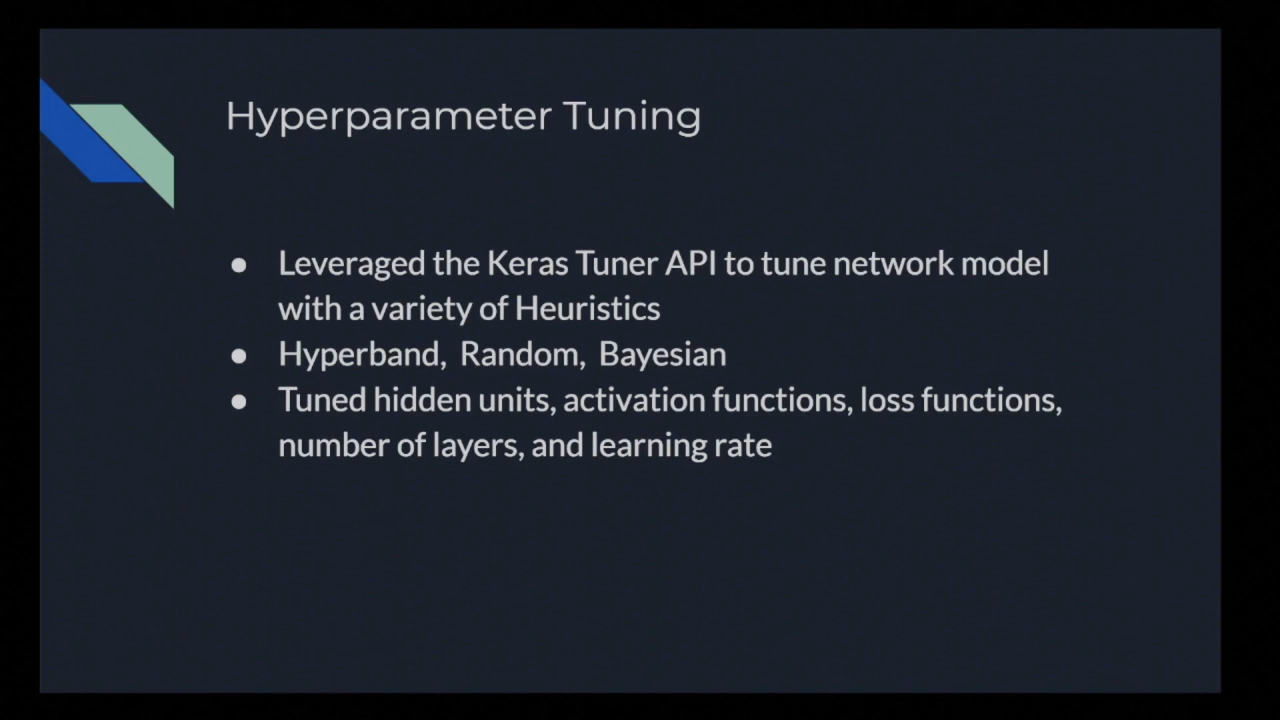 Hyperparameter Tuning
● Leveraged the Keras Tuner API to tune network model
with a variety of Heuristics
● Hyperband, Random, Bayesian
● Tuned hidden units, activation functions, loss functions,
number of layers, and learning rate